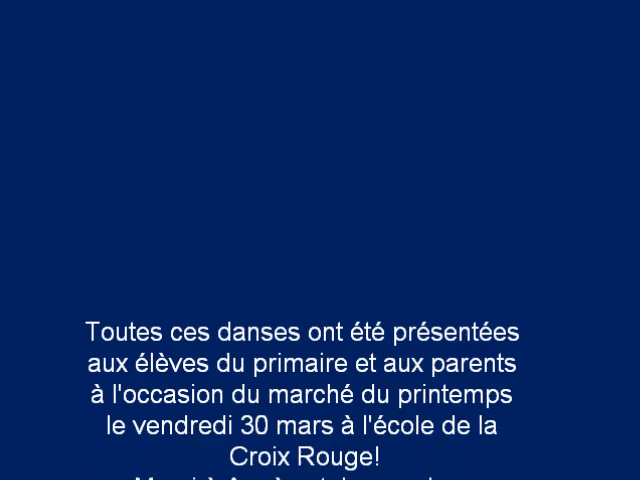 Toutes ces danses ont été présentées
aux élèves du primaire et aux parents
à l'occasion du marché du printemps
le vendredi 30 mars à l'école de la
Croix Rouge!